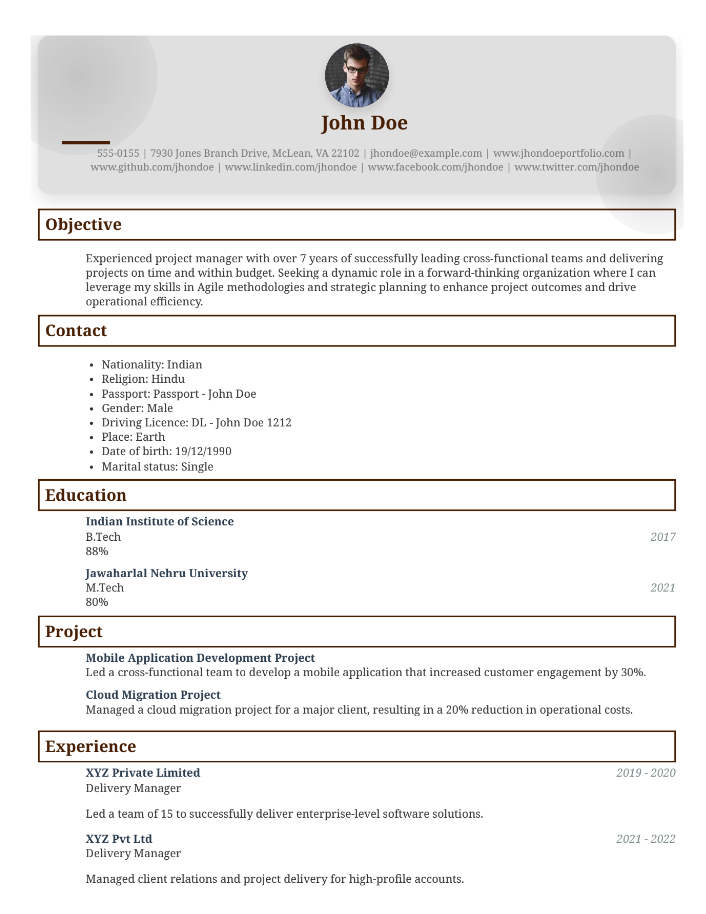 John Doe
555-0155 | 7930 Jones Branch Drive, McLean, VA 22102 | jhondoe@example.com | www.jhondoeportfolio.com |
www.github.com/jhondoe | www.linkedin.com/jhondoe | www.facebook.com/jhondoe | www.twitter.com/jhondoe
Objective
Experienced project manager with over 7 years of successfully leading cross-functional teams and delivering
projects on time and within budget. Seeking a dynamic role in a forward-thinking organization where I can
leverage my skills in Agile methodologies and strategic planning to enhance project outcomes and drive
operational efficiency.
Contact
• Nationality: Indian
• Religion: Hindu
• Passport: Passport - John Doe
• Gender: Male
• Driving Licence: DL - John Doe 1212
• Place: Earth
• Date of birth: 19/12/1990
• Marital status: Single
Education
Indian Institute of Science
B.Tech 2017
88%
Jawaharlal Nehru University
M.Tech 2021
80%
Project
Mobile Application Development Project
Led a cross-functional team to develop a mobile application that increased customer engagement by 30%.
Cloud Migration Project
Managed a cloud migration project for a major client, resulting in a 20% reduction in operational costs.
Experience
XYZ Private Limited 2019 - 2020
Delivery Manager
Led a team of 15 to successfully deliver enterprise-level software solutions.
XYZ Pvt Ltd 2021 - 2022
Delivery Manager
Managed client relations and project delivery for high-profile accounts.